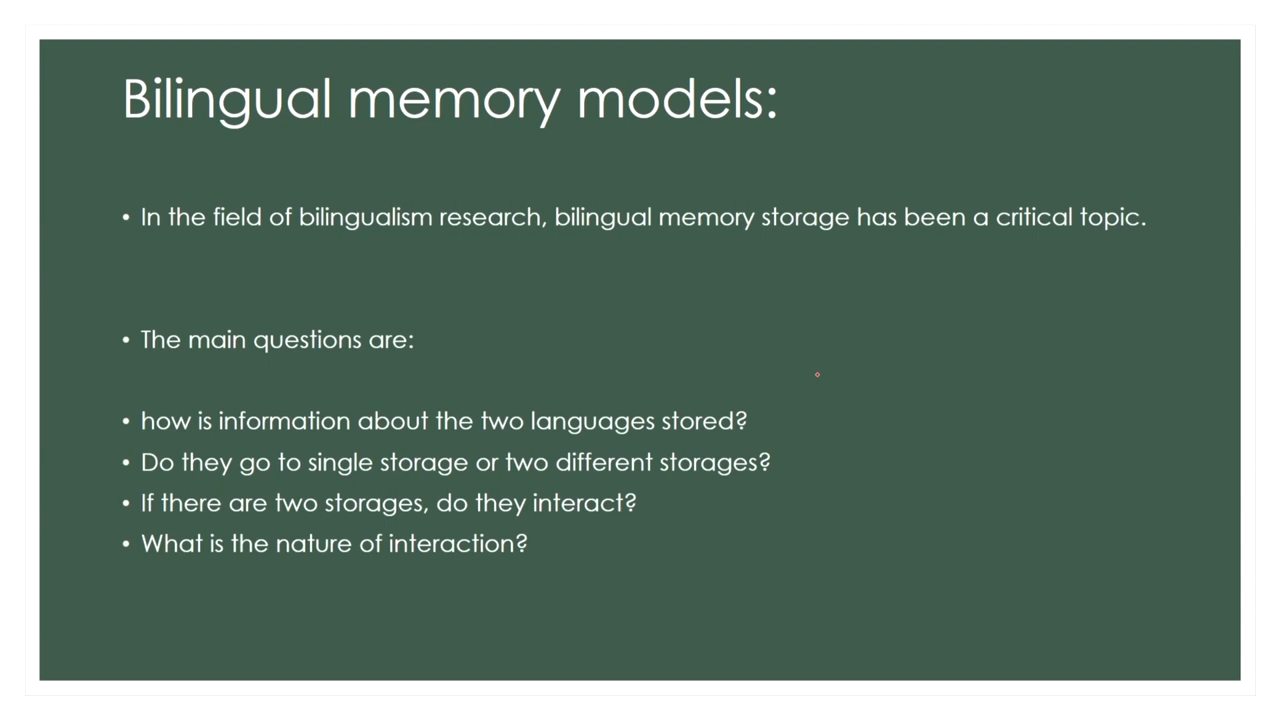 Bilingual memory models:
• In the field of bilingualism research, bilingual memory storage has been a critical topic.
• The main questions are:
• how is information about the two languages stored?
• Do they go to single storage or two different storages?
• If there are two storages, do they interact?
• What is the nature of interaction?